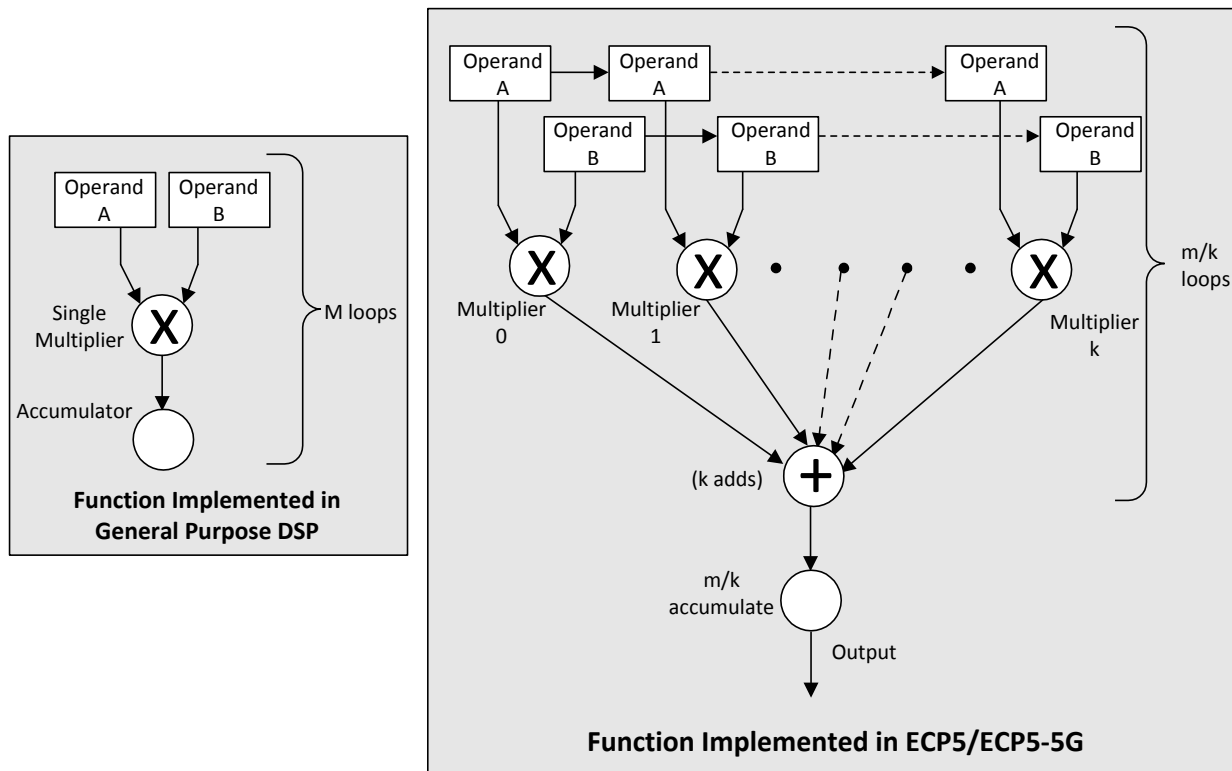 Operand
A
Operand
B
Single
Multiplier
X
M loops
Accumulator
Function Implemented in
General Purpose DSP
Operand
A
Operand
A
Operand
A
Operand
B
Operand
B
Operand
B
X
X
X
Multiplier
0
Multiplier
1
Multiplier
k
m/k
loops
(k adds)
+
m/k
accumulate
Output
Function Implemented in ECP5/ECP5-5G